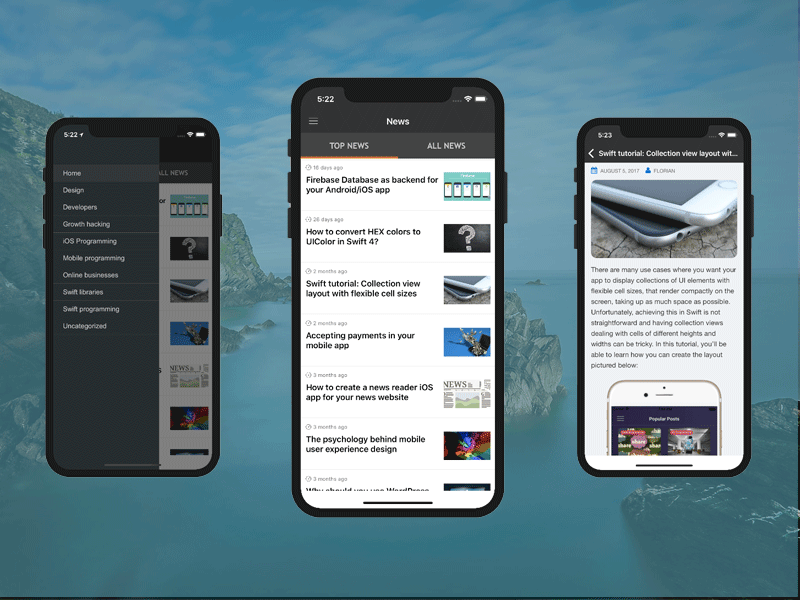 5:22
ALL NEWS
Home
Design
Developers
Growth hacking
iOS Programming
Mobile programming
Online businesses
Swift libraries
Swift programming
Uncategorized
5:22
News
TOP NEWS
ALL NEWS
16 days ago
Firebase Database as backend for
your Android/iOS app
26 days ago
How to convert HEX colors to
UIColor in Swift 4?
2 months ago
Swift tutorial: Collection view
layout with flexible cell sizes
2 months ago
Accepting payments in your
mobile app
3 months ago
How to create a news reader iOS
app for your news website
NEWS
3 months ago
The psychology behind mobile
user experience design
3 months ago
Why should you use WordPress
5:23
Swift tutorial: Collection view layout wit...
AUGUST 5, 2017 FLORIAN
There are many use cases where you want your
app to display collections of UI elements with
flexible cell sizes, that render compactly on the
screen, taking up as much space as possible.
Unfortunately, achieving this in Swift is not
straightforward and having collection views
dealing with cells of different heights and
widths can be tricky. In this tutorial, you'll be
able to learn how you can create the layout
pictured below:
Popular Posts
share